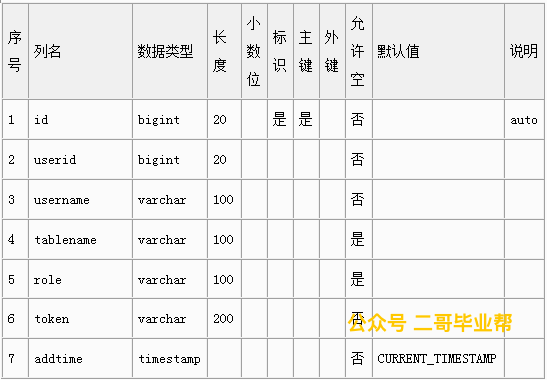 序号 列名 数据类型 长度 小数位 标识 主键 外键 允许空 默认值 说明
1 id bigint 20 是 是 否 auto
2 userid bigint 20 否
3 username varchar 100 否
4 tablename varchar 100 是
5 role varchar 100 是
6 token varchar 200 否
公众号 二哥毕业帮
7 addtime timestamp 否 CURRENT_TIMESTAMP